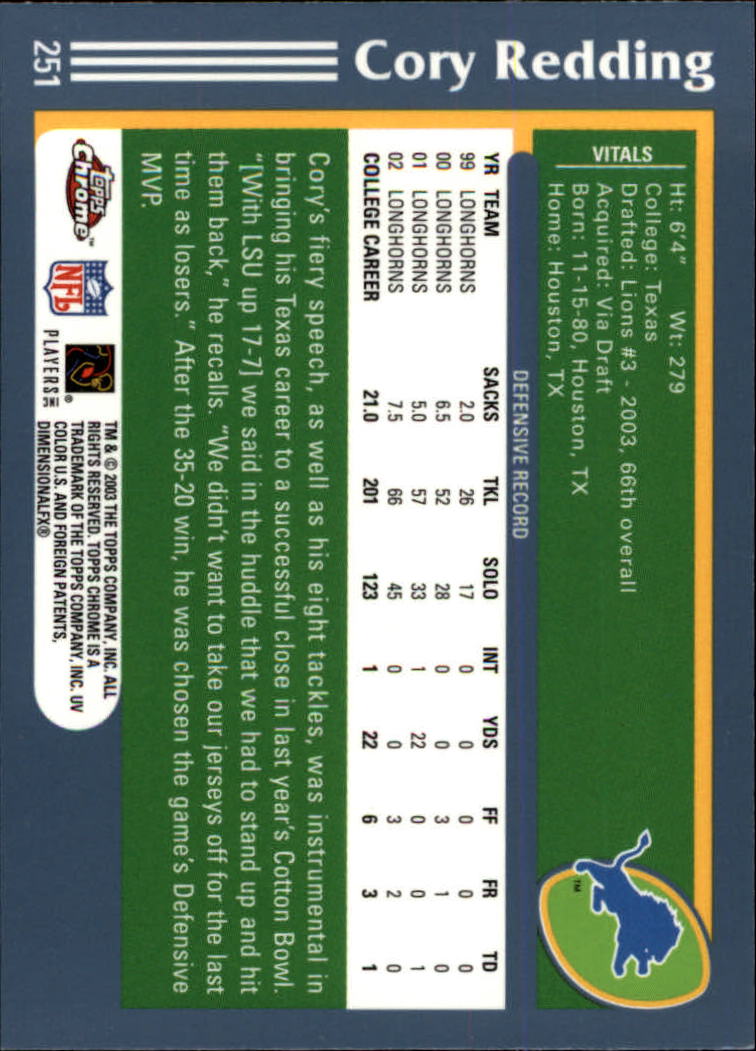 251
Cory Redding
VITALS
Ht: 6'4" Wt: 279
College: Texas
Drafted: Lions #3 - 2003, 66th overall
Acquired: Via Draft
Born: 11-15-80, Houston, TX
Home: Houston, TX
TM
DEFENSIVE RECORD
YR TEAM SACKS TKL SOLO INT YDS FF FR TD
99 LONGHORNS 2.0 26 17 0 0 0 0 0
00 LONGHORNS 6.5 52 28 0 0 3 1 0
01 LONGHORNS 5.0 57 33 1 22 0 0 1
02 LONGHORNS 7.5 66 45 0 0 3 2 0
COLLEGE CAREER 21.0 201 123 1 22 6 3 1
Cory's fiery speech, as well as his eight tackles, was instrumental in
bringing his Texas career to a successful close in last year's Cotton Bowl.
"[With LSU up 17-7] we said in the huddle that we had to stand up and hit
them back," he recalls. "We didn't want to take our jerseys off for the last
time as losers." After the 35-20 win, he was chosen the game's Defensive
MVP.
Topps Chrome™
NFL
PLAYERS INC ®
TM & © 2003 THE TOPPS COMPANY, INC. ALL
RIGHTS RESERVED. TOPPS CHROME IS A
TRADEMARK OF THE TOPPS COMPANY, INC. UV
COLOR U.S. AND FOREIGN PATENTS,
DIMENSIONALFX®